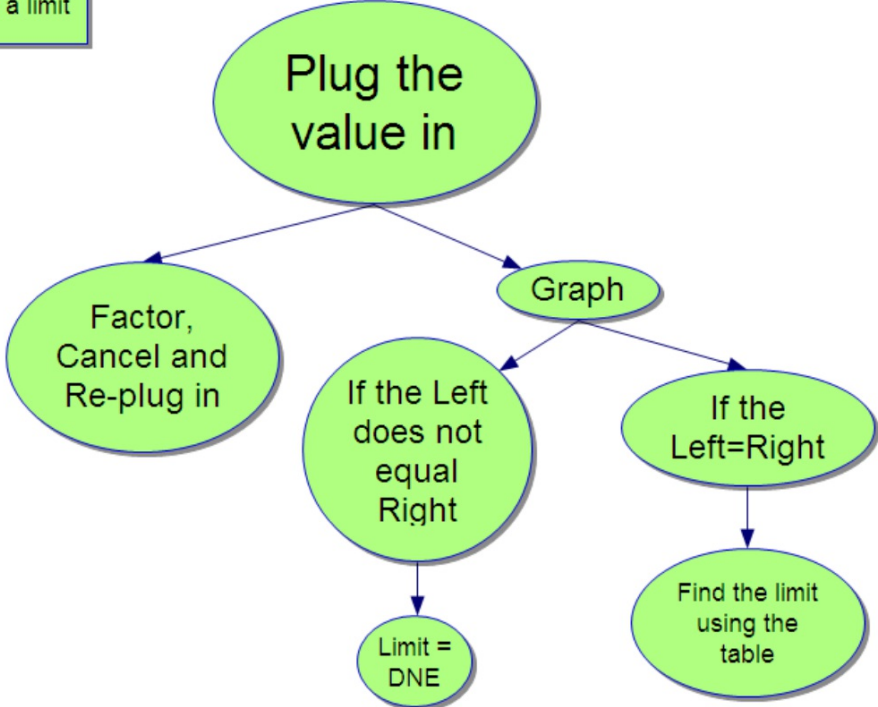 a limit
Plug the
value in
Factor,
Cancel and
Re-plug in
Graph
If the Left
does not
equal
Right
If the
Left=Right
Limit =
DNE
Find the limit
using the
table